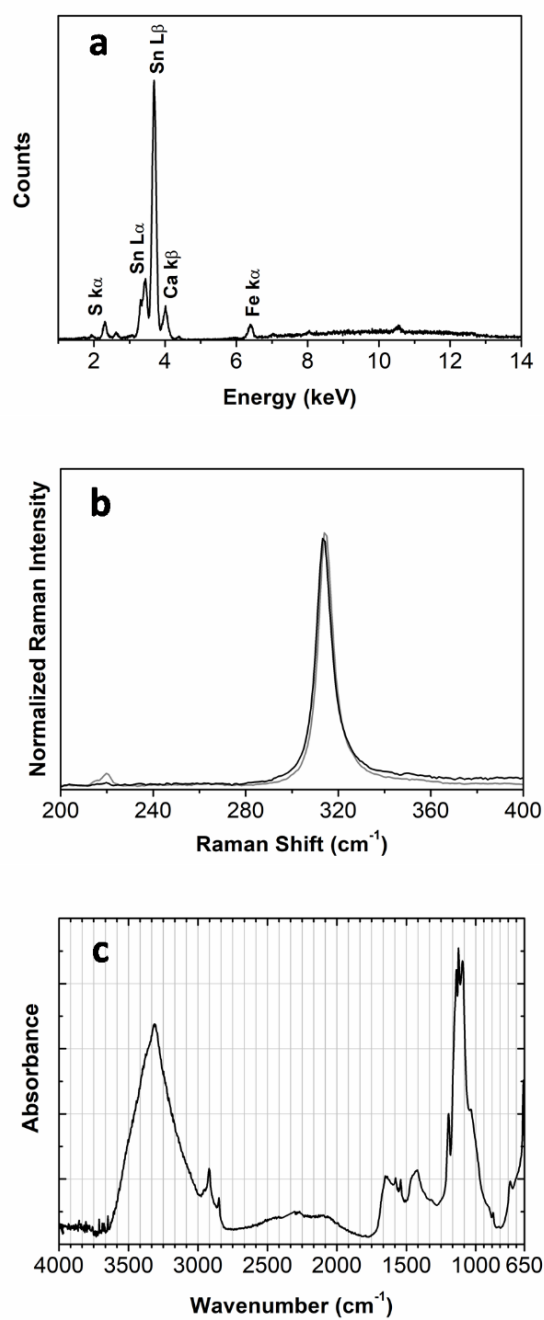 a
Sn Lβ
Sn Lα
Ca kβ
S kα
Fe kα
Counts
2 4 6 8 10 12 14
Energy (keV)
b
Normalized Raman Intensity
200 240 280 320 360 400
Raman Shift (cm-1)
c
Absorbance
4000 3500 3000 2500 2000 1500 1000 650
Wavenumber (cm-1)